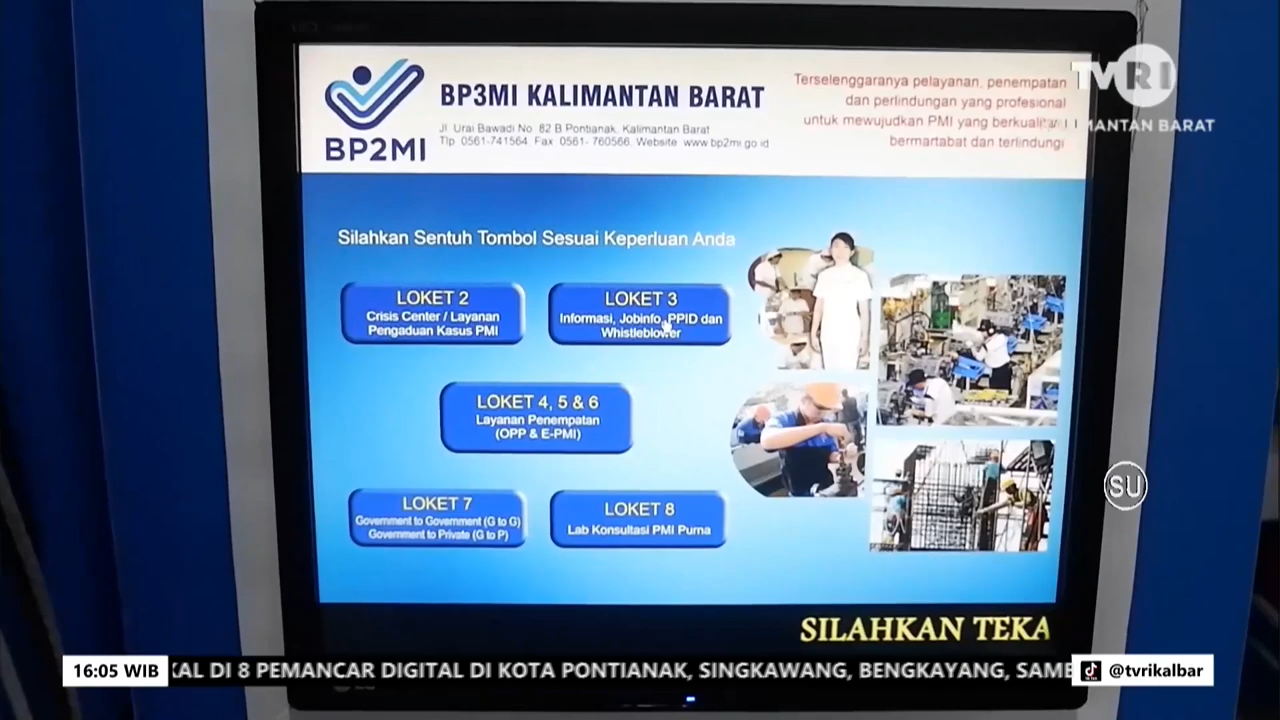 BP2MI
BP3MI KALIMANTAN BARAT
Jl. Urai Bawadi No. 82 B Pontianak, Kalimantan Barat
Tlp. 0561-741564, Fax. 0561- 760566, Website. www.bp2mi.go.id
Terselenggaranya pelayanan, penempatan
dan perlindungan yang profesional
untuk mewujudkan PMI yang
bermartabat dan terlindungi
TVRI
MANTAN BARAT
Silahkan Sentuh Tombol Sesuai Keperluan Anda
LOKET 2
Crisis Center / Layanan
Pengaduan Kasus PMI
LOKET 3
Informasi, Jobinfo, PPID dan
Whistleblower
LOKET 4, 5 & 6
Layanan Penempatan
(OPP & E-PMI)
LOKET 7
Government to Government (G to G)
Government to Private (G to P)
LOKET 8
Lab Konsultasi PMI Purna
SU
SILAHKAN TEKA
16:05 WIB
KAL DI 8 PEMANCAR DIGITAL DI KOTA PONTIANAK, SINGKAWANG, BENGKAYANG, SAMB
@tvrikalbar